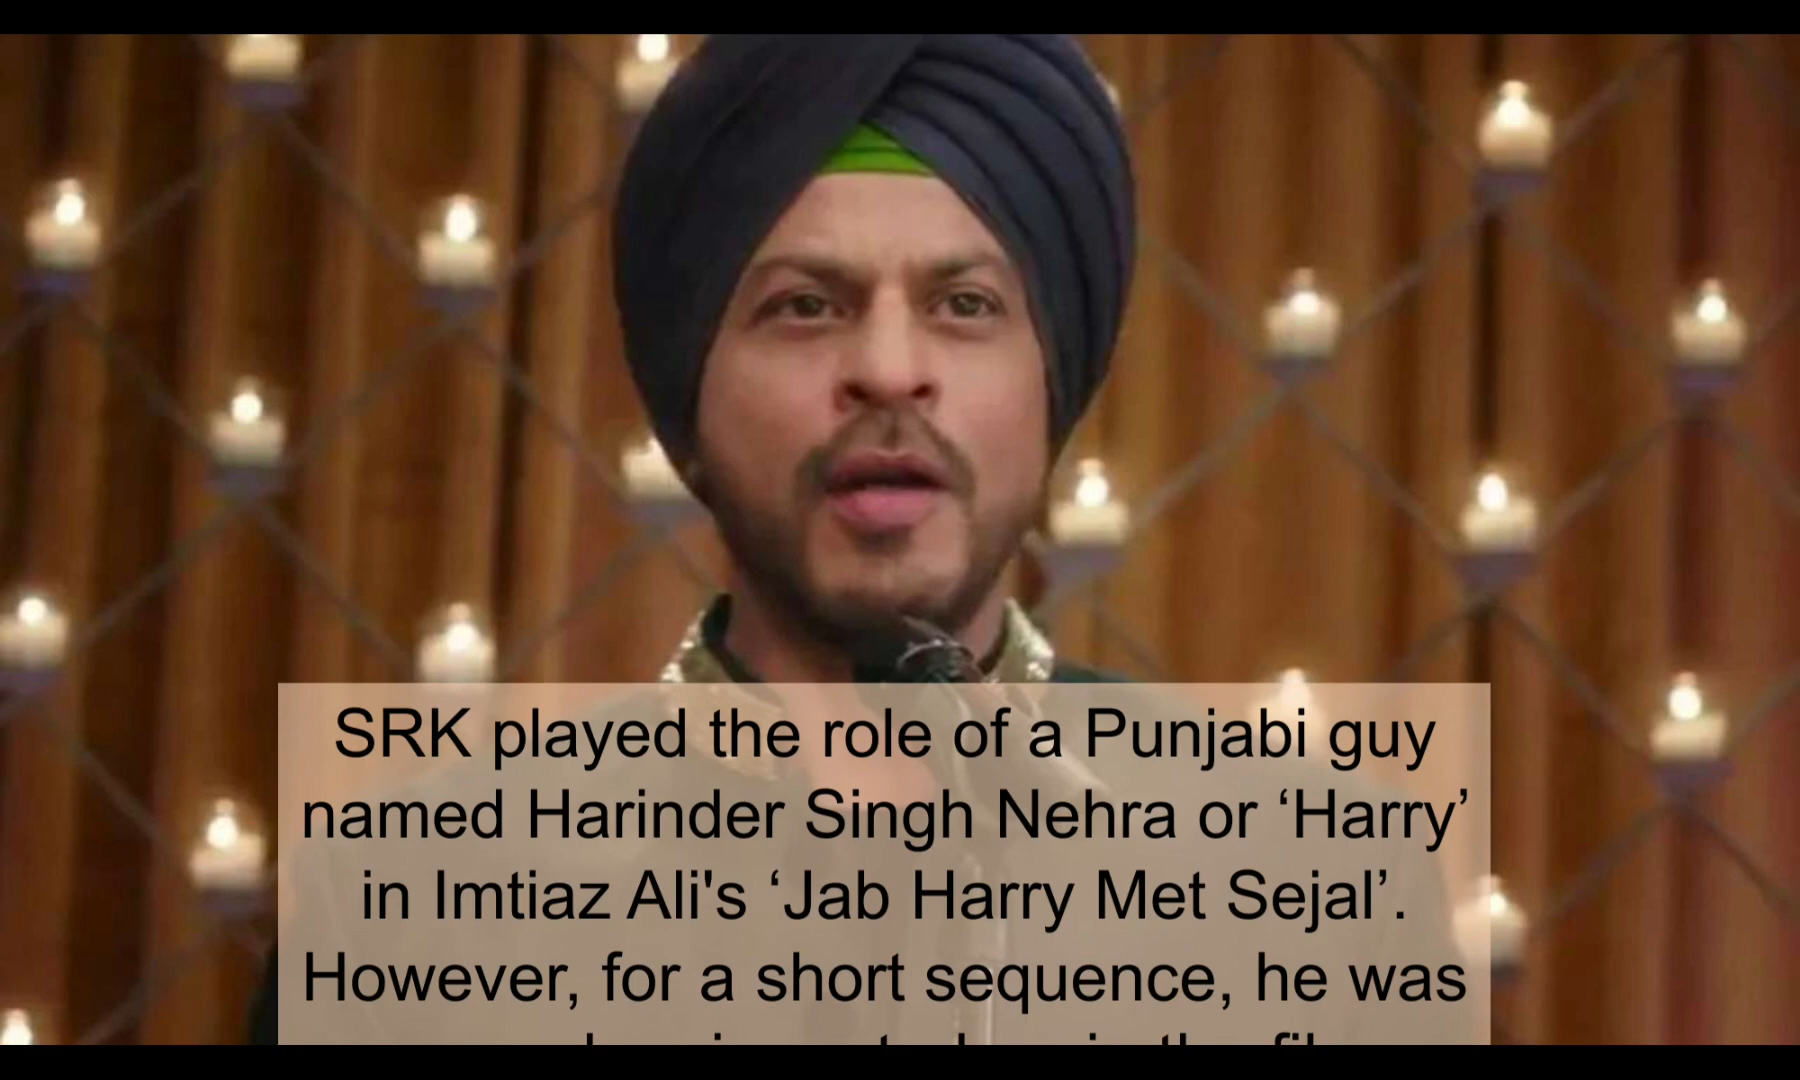 SRK played the role of a Punjabi guy
named Harinder Singh Nehra or ‘Harry’
in Imtiaz Ali's ‘Jab Harry Met Sejal’.
However, for a short sequence, he was